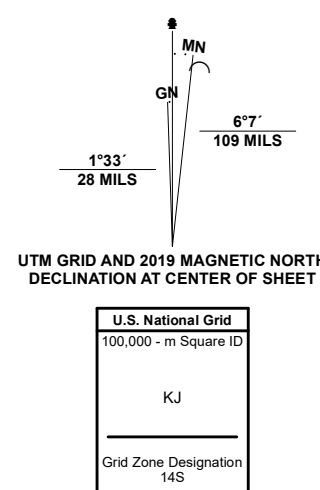 MN
GN
6°7´
109 MILS
1°33´
28 MILS
UTM GRID AND 2019 MAGNETIC NORTH
DECLINATION AT CENTER OF SHEET
U.S. National Grid
100,000 - m Square ID
KJ
Grid Zone Designation
14S